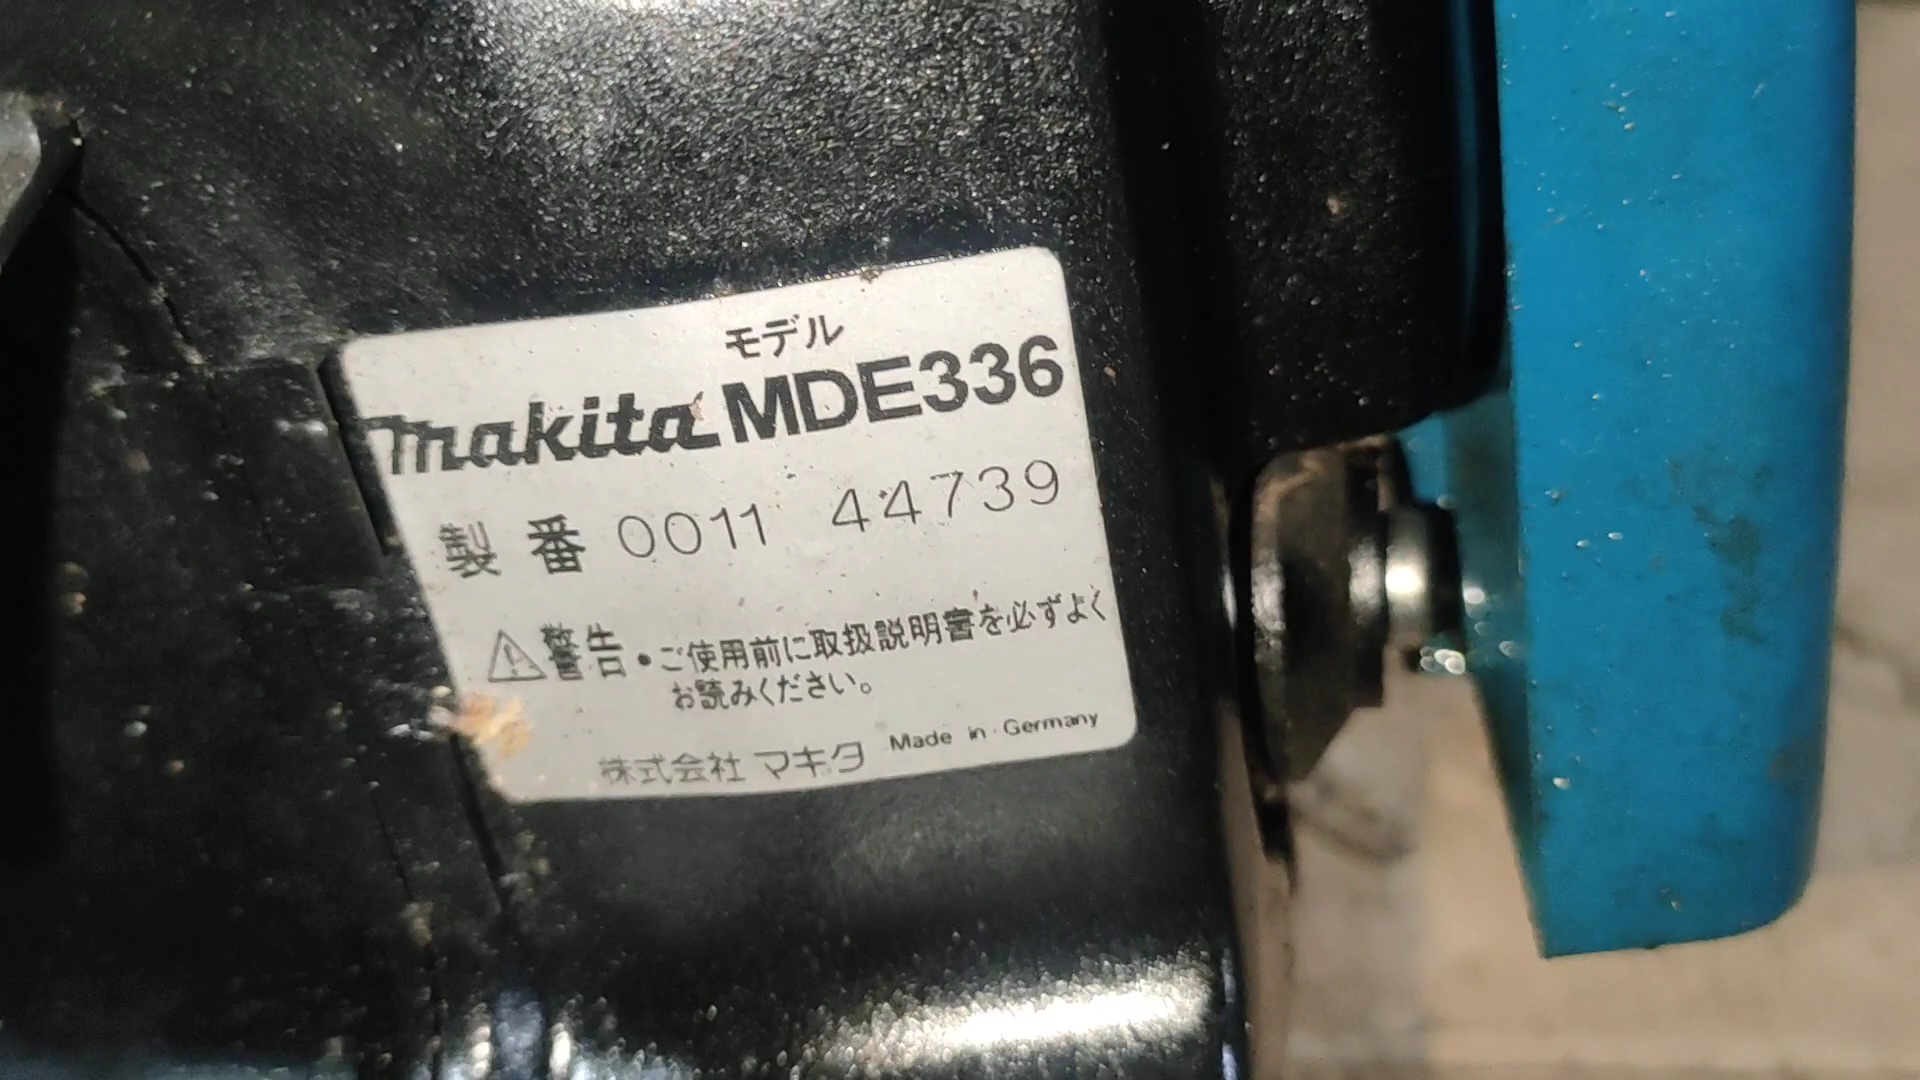 モデル
makita MDE336
製番 0011 44739
警告・ご使用前に取扱説明書を必ずよく
お読みください。
株式会社 マキタ Made in Germany